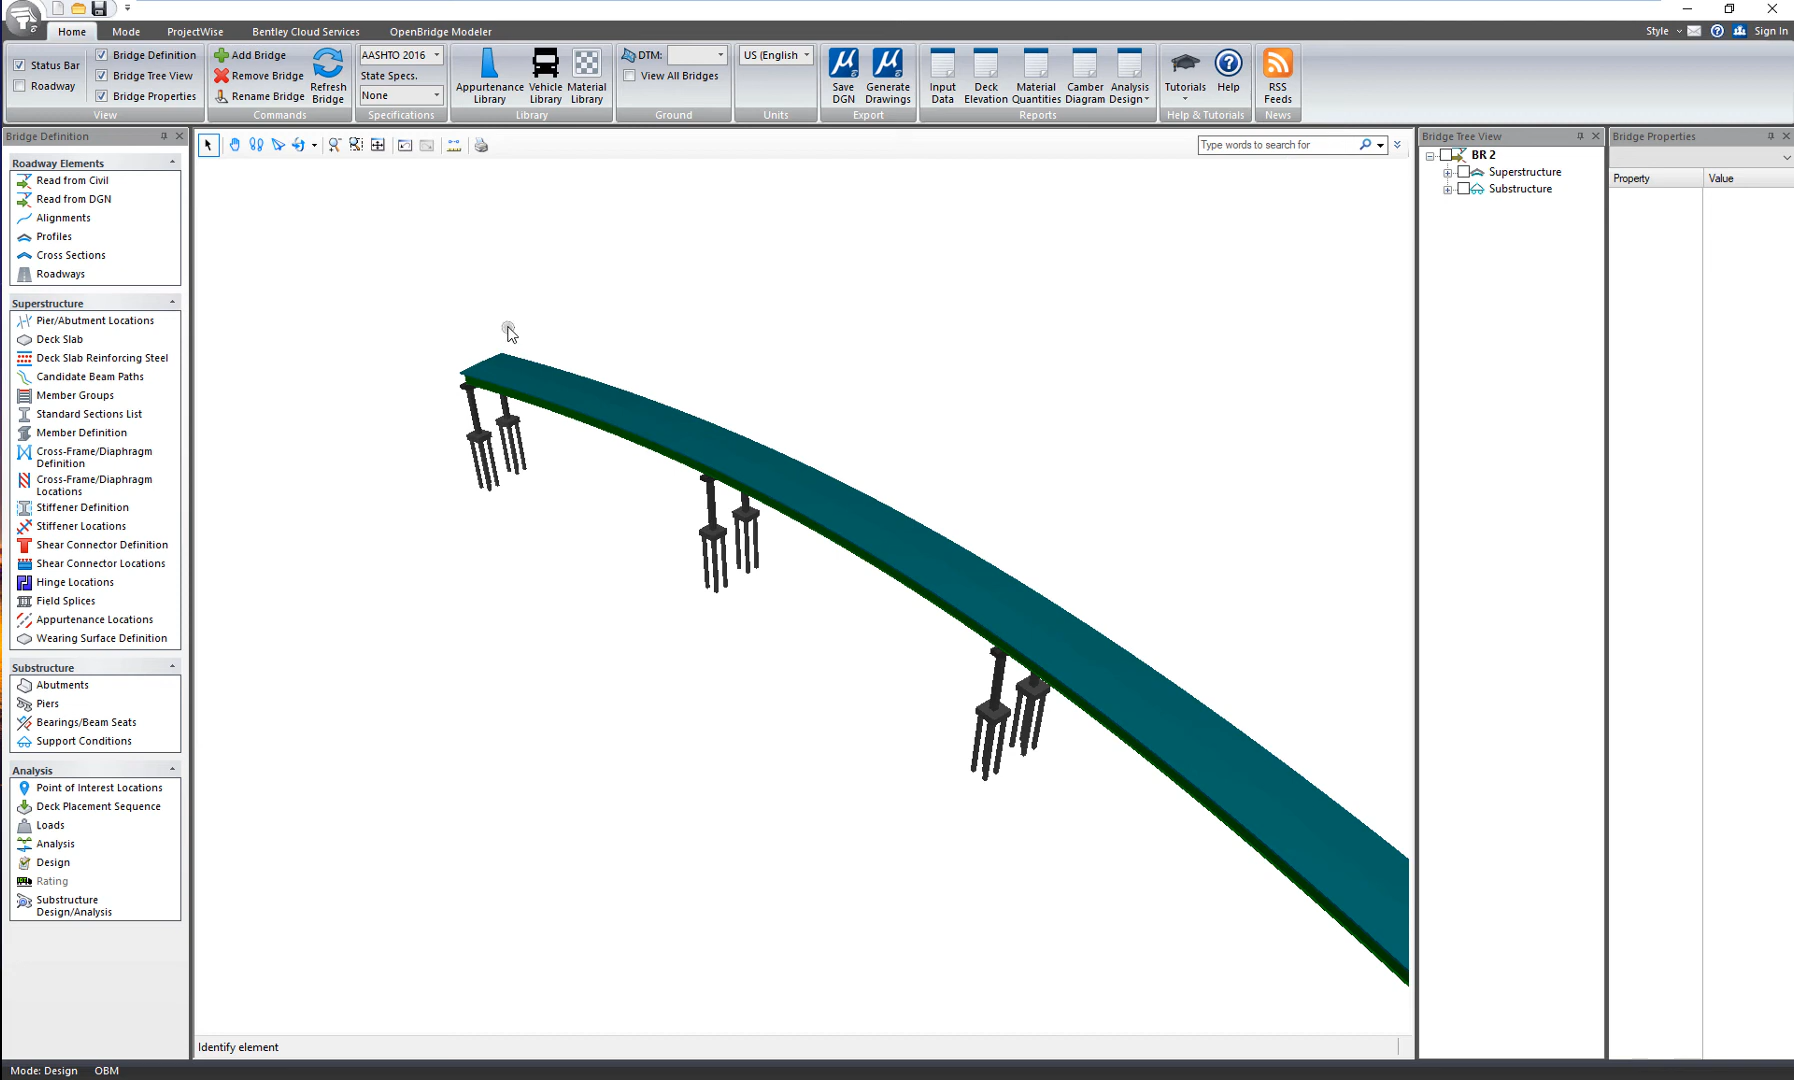 Home Mode ProjectWise Bentley Cloud Services OpenBridge Modeler Style Sign In
Status Bar
Roadway
Bridge Definition
Bridge Tree View
Bridge Properties
View
Add Bridge
Remove Bridge
Rename Bridge
Refresh
Bridge
Commands
AASHTO 2016
State Specs.
None
Specifications
Appurtenance
Library
Vehicle
Library
Material
Library
Library
DTM:
View All Bridges
Ground
US (English
Units
Save
DGN
Generate
Drawings
Export
Input
Data
Deck
Elevation
Material
Quantities
Camber
Diagram
Analysis
Design
Reports
Tutorials
Help
Help & Tutorials
RSS
Feeds
News
Bridge Definition
Roadway Elements
Read from Civil
Read from DGN
Alignments
Profiles
Cross Sections
Roadways
Superstructure
Pier/Abutment Locations
Deck Slab
Deck Slab Reinforcing Steel
Candidate Beam Paths
Member Groups
Standard Sections List
Member Definition
Cross-Frame/Diaphragm
Definition
Cross-Frame/Diaphragm
Locations
Stiffener Definition
Stiffener Locations
Shear Connector Definition
Shear Connector Locations
Hinge Locations
Field Splices
Appurtenance Locations
Wearing Surface Definition
Substructure
Abutments
Piers
Bearings/Beam Seats
Support Conditions
Analysis
Point of Interest Locations
Deck Placement Sequence
Loads
Analysis
Design
Rating
Substructure
Design/Analysis
Type words to search for
Identify element
Bridge Tree View
BR 2
Superstructure
Substructure
Bridge Properties
Property Value
Mode: Design OBM